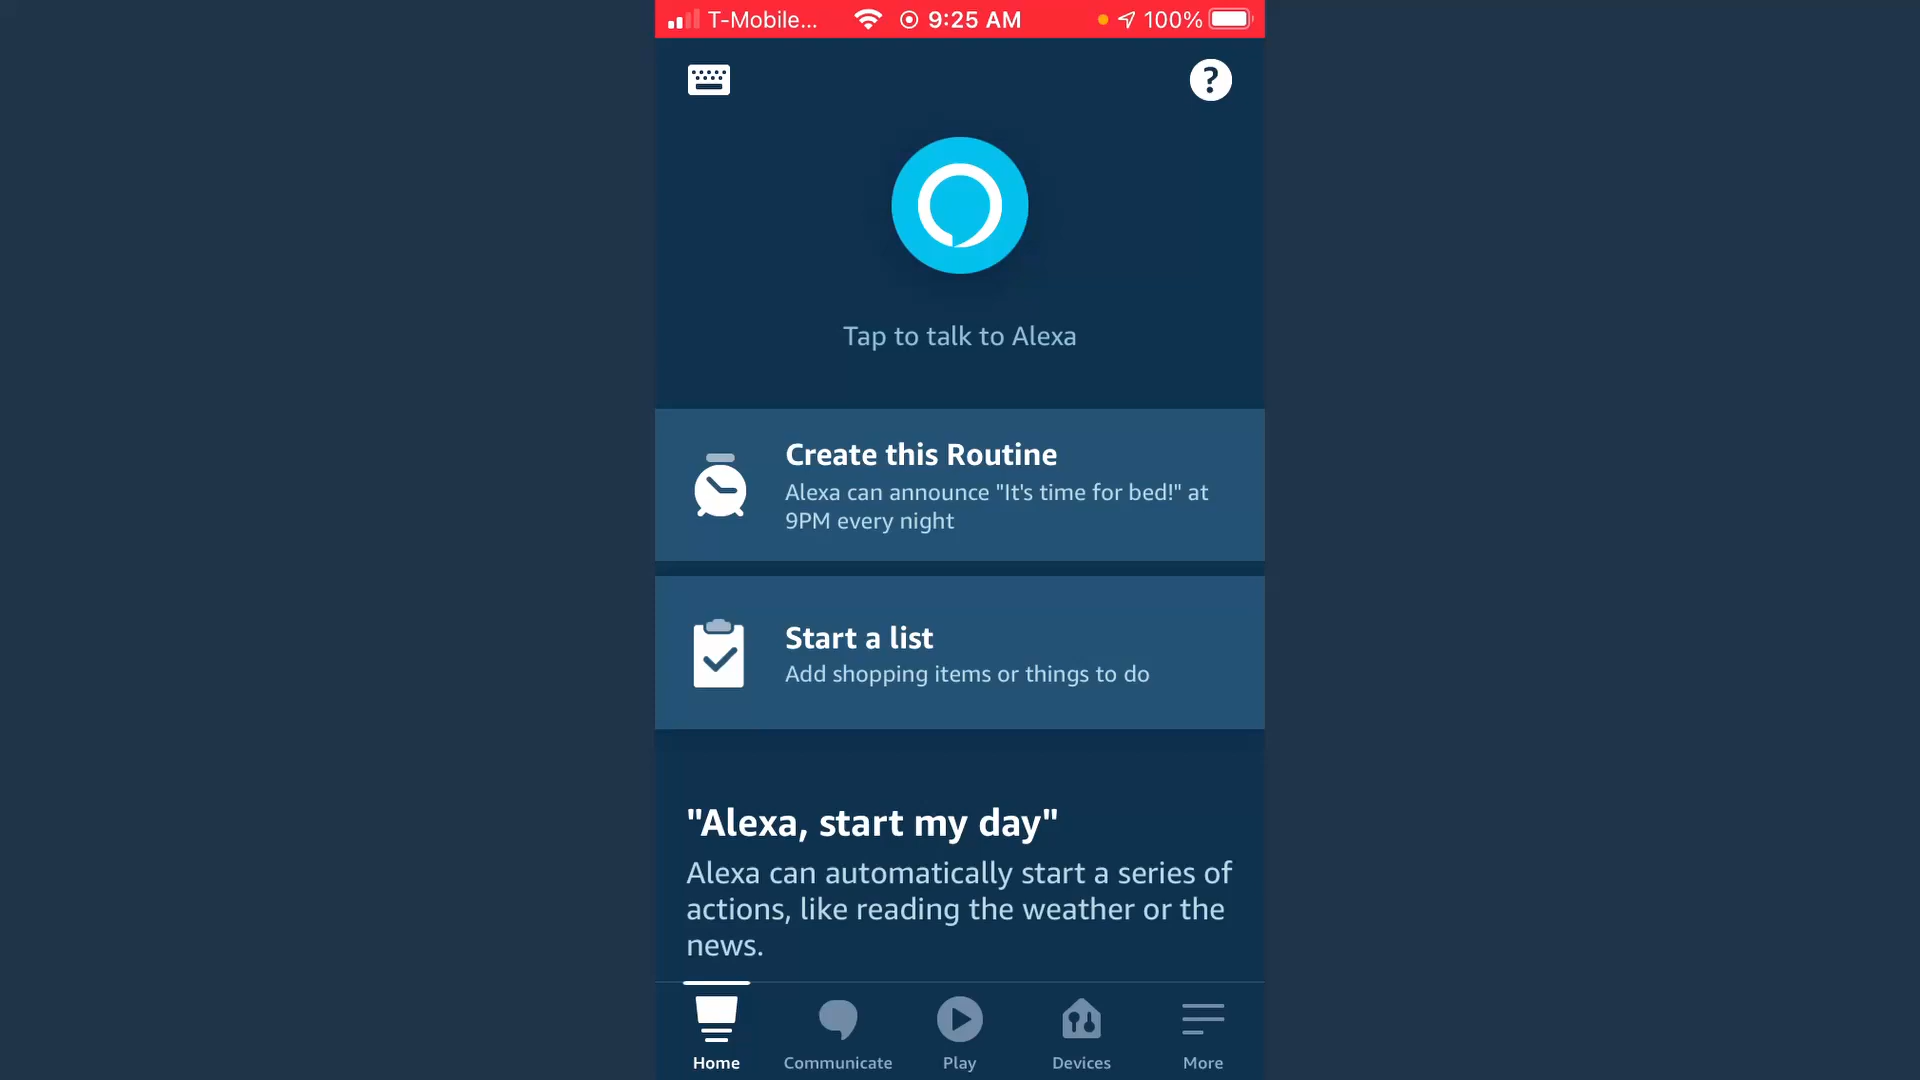 T-Mobile... 9:25 AM 100%
?
Tap to talk to Alexa
Create this Routine
Alexa can announce "It's time for bed!" at
9PM every night
Start a list
Add shopping items or things to do
"Alexa, start my day"
Alexa can automatically start a series of
actions, like reading the weather or the
news.
Home Communicate Play Devices More